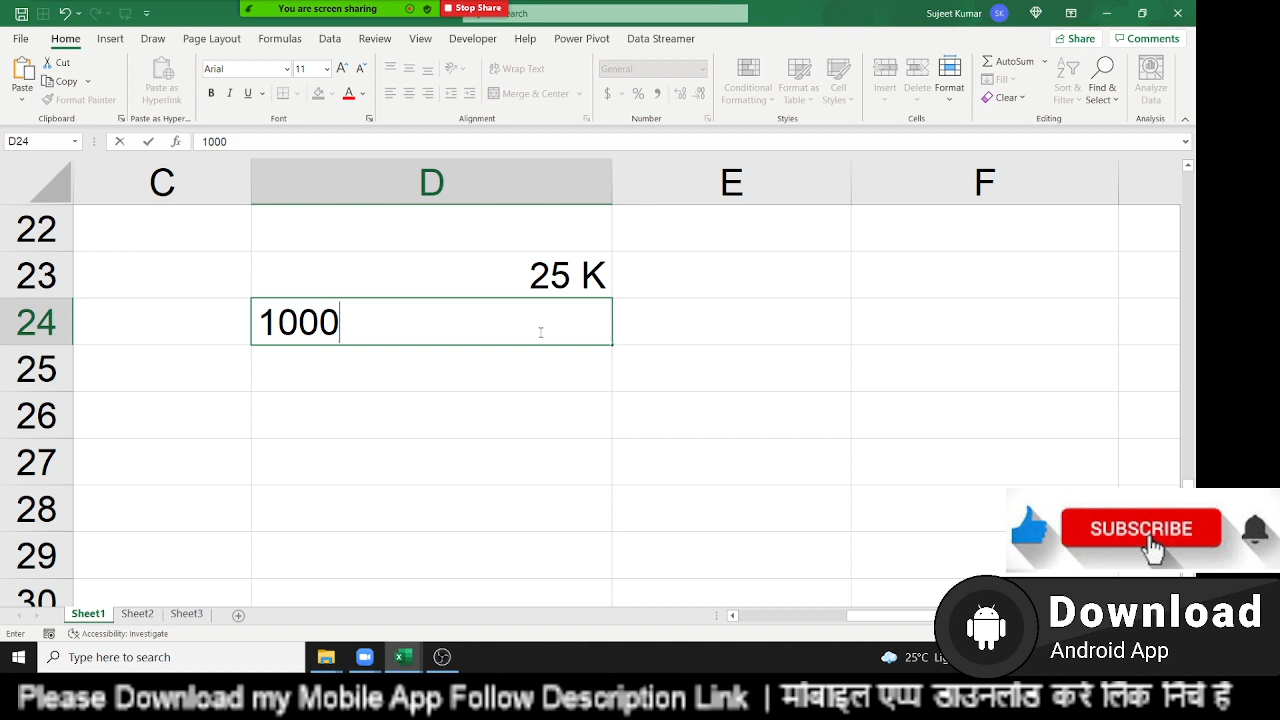 You are screen sharing
Stop Share
Search
Sujeet Kumar SK
File Home Insert Draw Page Layout Formulas Data Review View Developer Help Power Pivot Data Streamer
Share Comments
Paste
Cut
Copy
Format Painter
Clipboard
Paste as Hyperlink
Paste as Hyper...
Arial 11
B I U
Font
Wrap Text
Merge & Center
Alignment
General
$ % ,
Number
Conditional Formatting
Format as Table
Cell Styles
Styles
Insert Delete Format
Cells
AutoSum
Fill
Clear
Sort & Filter
Find & Select
Editing
Analyze Data
Analysis
D24 fx 1000
C D E F
22
23 25 K
24 1000
25
26
27
28
29
30
SUBSCRIBE
Sheet1 Sheet2 Sheet3
Enter Accessibility: Investigate
Type here to search
25°C
Download
Android App
Please Download my Mobile App Follow Description Link | मोबाइल एप्प डाउनलोड करे लिंक निचे है